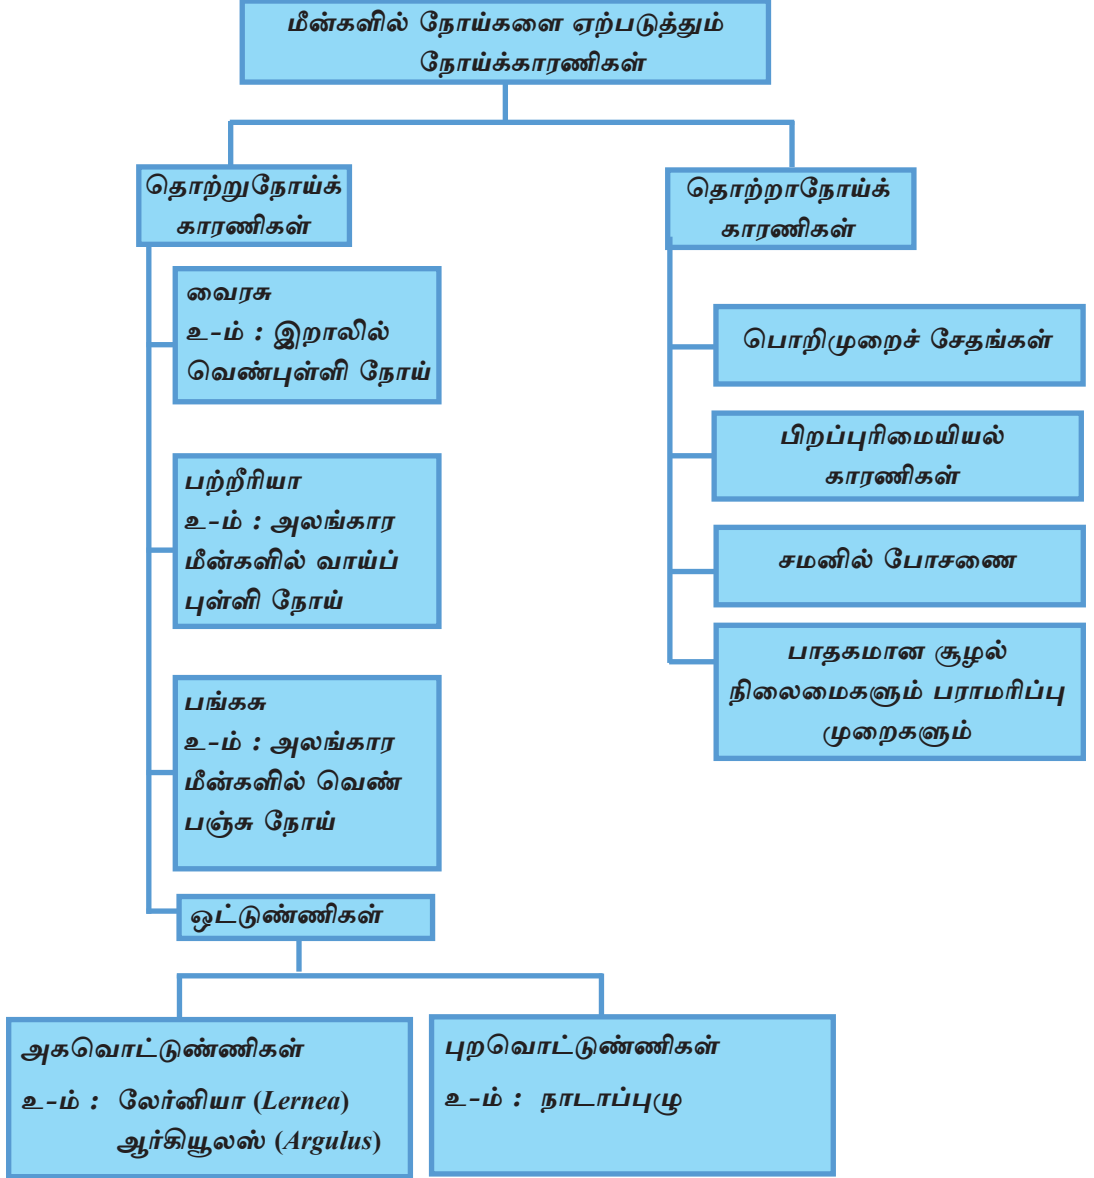 மீன்களில் நோய்களை ஏற்படுத்தும்
நோய்க்காரணிகள்
தொற்றுநோய்க்
காரணிகள்
வைரசு
உ-ம் : இறாலில்
வெண்புள்ளி நோய்
பற்றீரியா
உ-ம் : அலங்கார
மீன்களில் வாய்ப்
புள்ளி நோய்
பங்கசு
உ-ம் : அலங்கார
மீன்களில் வெண்
பஞ்சு நோய்
ஒட்டுண்ணிகள்
அகவொட்டுண்ணிகள்
உ-ம் : லேர்னியா (Lernea)
ஆர்கியூலஸ் (Argulus)
புறவொட்டுண்ணிகள்
உ-ம் : நாடாப்புழு
தொற்றாநோய்க்
காரணிகள்
பொறிமுறைச் சேதங்கள்
பிறப்புரிமையியல்
காரணிகள்
சமனில் போசணை
பாதகமான சூழல்
நிலைமைகளும் பராமரிப்பு
முறைகளும்